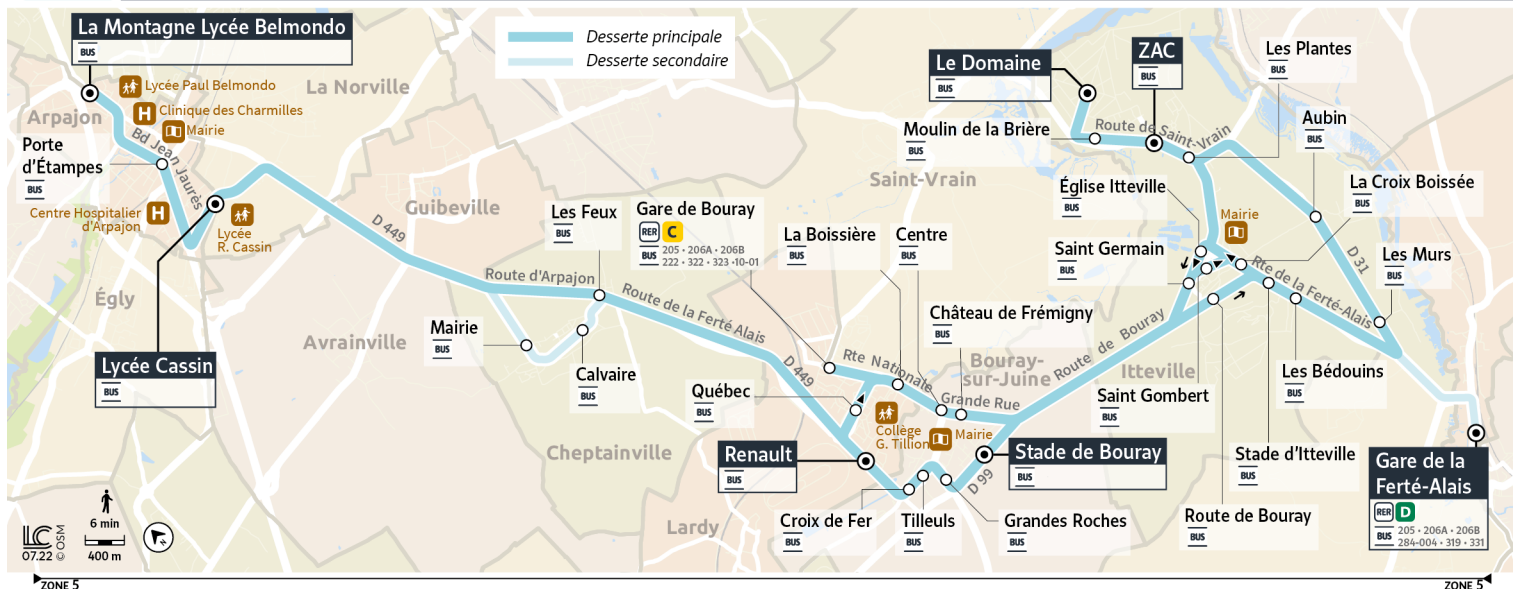 La Montagne Lycée Belmondo
BUS
Desserte principale
Desserte secondaire
Lycée Paul Belmondo
Clinique des Charmilles
Mairie
Arpajon
La Norville
Bd Jean Jaurès
Porte
d'Étampes
BUS
Centre Hospitalier
d'Arpajon
Lycée
R. Cassin
Égly
Lycée Cassin
BUS
D 449
Guibeville
Avrainville
Route d'Arpajon
Les Feux
BUS
Mairie
BUS
Calvaire
BUS
Cheptainville
Route de la Ferté Alais
Gare de Bouray
RER C
BUS 205 • 206A • 206B
222 • 322 • 323 •10-01
D 449
Québec
BUS
Renault
BUS
La Boissière
BUS
Centre
BUS
Rte Nationale
Grande Rue
Château de Frémigny
BUS
Collège
G. Tillion
Mairie
Bouray-
sur-Juine
Stade de Bouray
BUS
D 99
Croix de Fer
BUS
Tilleuls
BUS
Grandes Roches
BUS
Lardy
Saint-Vrain
Le Domaine
BUS
ZAC
BUS
Les Plantes
BUS
Moulin de la Brière
BUS
Route de Saint-Vrain
Aubin
BUS
Église Itteville
BUS
La Croix Boissée
BUS
Mairie
Saint Germain
BUS
Rte de la Ferté-Alais
D 31
Les Murs
BUS
Route de Bouray
Itteville
Saint Gombert
BUS
Les Bédouins
BUS
Stade d'Itteville
BUS
Route de Bouray
BUS
Gare de la
Ferté-Alais
RER D
BUS 205 • 206A • 206B
284-004 • 319 • 331
6 min
400 m
LC
07.22
© OSM
N
ZONE 5
ZONE 5